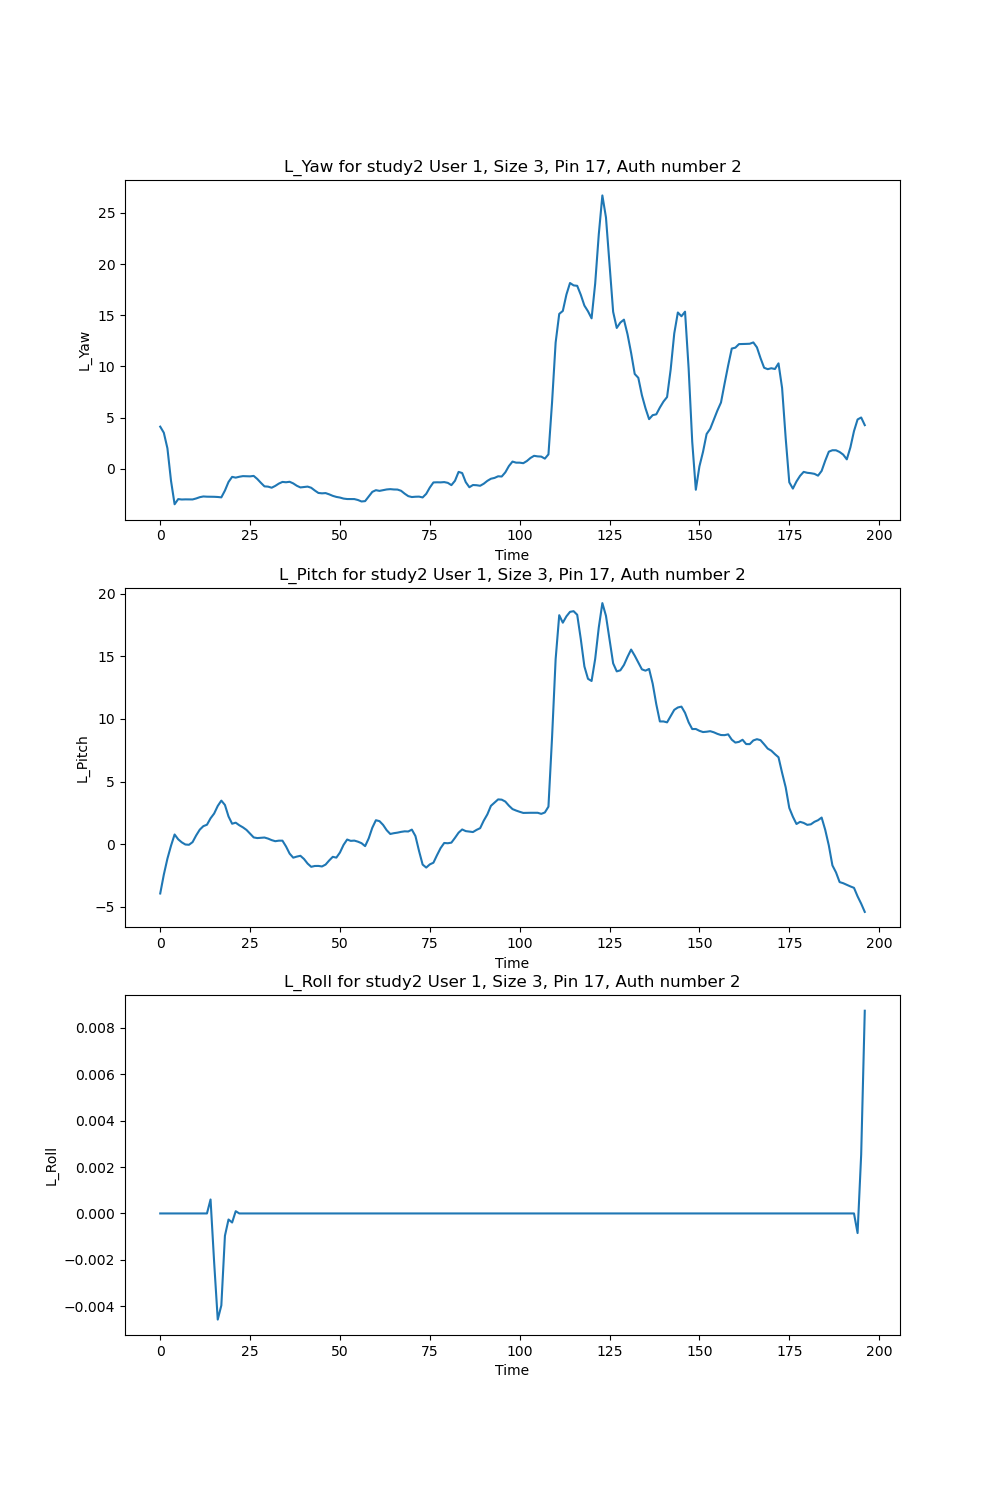 L_Yaw for study2 User 1, Size 3, Pin 17, Auth number 2
25
20
15
10
5
0
L_Yaw
0 25 50 75 100 125 150 175 200
Time
L_Pitch for study2 User 1, Size 3, Pin 17, Auth number 2
20
15
10
5
0
−5
L_Pitch
0 25 50 75 100 125 150 175 200
Time
L_Roll for study2 User 1, Size 3, Pin 17, Auth number 2
0.008
0.006
0.004
0.002
0.000
−0.002
−0.004
L_Roll
0 25 50 75 100 125 150 175 200
Time